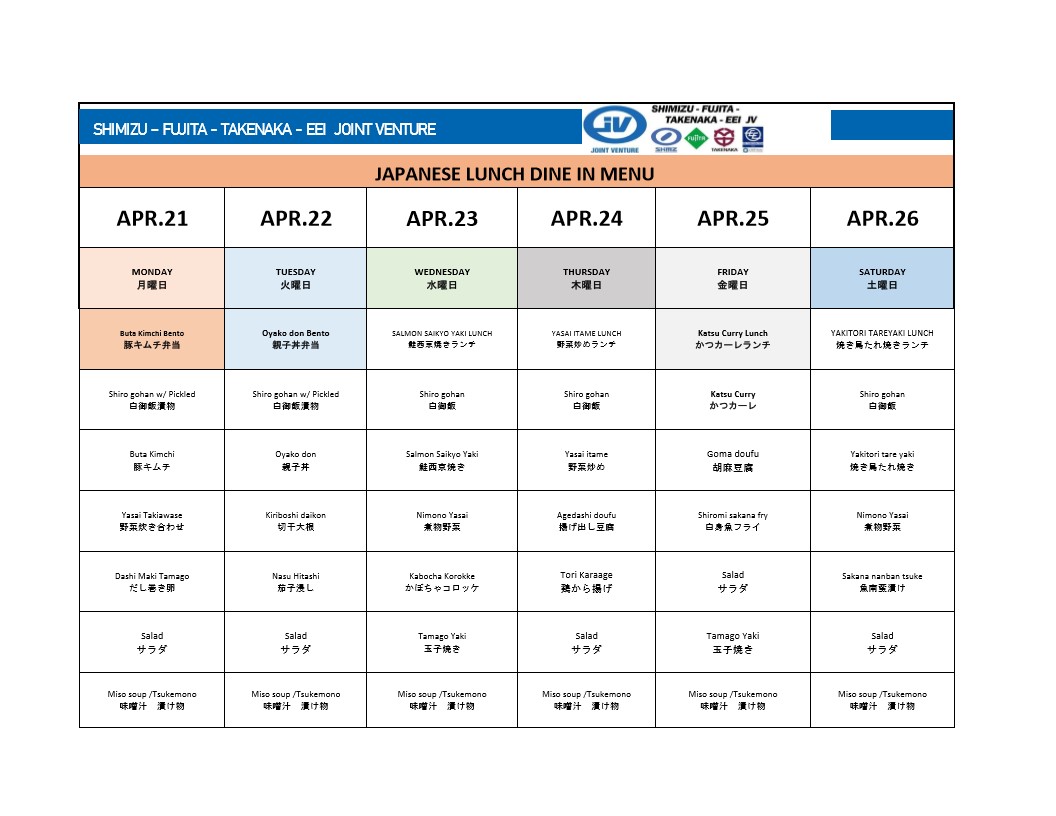 SHIMIZU – FUJITA - TAKENAKA - EEI JOINT VENTURE
JV
JOINT VENTURE
SHIMIZU - FUJITA -
TAKENAKA - EEI JV
SHIMIZ
FUJITA
TAKENAKA
JAPANESE LUNCH DINE IN MENU
APR.21
APR.22
APR.23
APR.24
APR.25
APR.26
MONDAY
月曜日
TUESDAY
火曜日
WEDNESDAY
水曜日
THURSDAY
木曜日
FRIDAY
金曜日
SATURDAY
土曜日
Buta Kimchi Bento
豚キムチ弁当
Oyako don Bento
親子丼弁当
SALMON SAIKYO YAKI LUNCH
鮭西京焼きランチ
YASAI ITAME LUNCH
野菜炒めランチ
Katsu Curry Lunch
かつカーレランチ
YAKITORI TAREYAKI LUNCH
焼き鳥たれ焼きランチ
Shiro gohan w/ Pickled
白御飯漬物
Shiro gohan w/ Pickled
白御飯漬物
Shiro gohan
白御飯
Shiro gohan
白御飯
Katsu Curry
かつカーレ
Shiro gohan
白御飯
Buta Kimchi
豚キムチ
Oyako don
親子丼
Salmon Saikyo Yaki
鮭西京焼き
Yasai itame
野菜炒め
Goma doufu
胡麻豆腐
Yakitori tare yaki
焼き鳥たれ焼き
Yasai Takiawase
野菜炊き合わせ
Kiriboshi daikon
切干大根
Nimono Yasai
煮物野菜
Agedashi doufu
揚げ出し豆腐
Shiromi sakana fry
白身魚フライ
Nimono Yasai
煮物野菜
Dashi Maki Tamago
だし巻き卵
Nasu Hitashi
茄子浸し
Kabocha Korokke
かぼちゃコロッケ
Tori Karaage
鶏から揚げ
Salad
サラダ
Sakana nanban tsuke
魚南蛮漬け
Salad
サラダ
Salad
サラダ
Tamago Yaki
玉子焼き
Salad
サラダ
Tamago Yaki
玉子焼き
Salad
サラダ
Miso soup /Tsukemono
味噌汁　漬け物
Miso soup /Tsukemono
味噌汁　漬け物
Miso soup /Tsukemono
味噌汁　漬け物
Miso soup /Tsukemono
味噌汁　漬け物
Miso soup /Tsukemono
味噌汁　漬け物
Miso soup /Tsukemono
味噌汁　漬け物